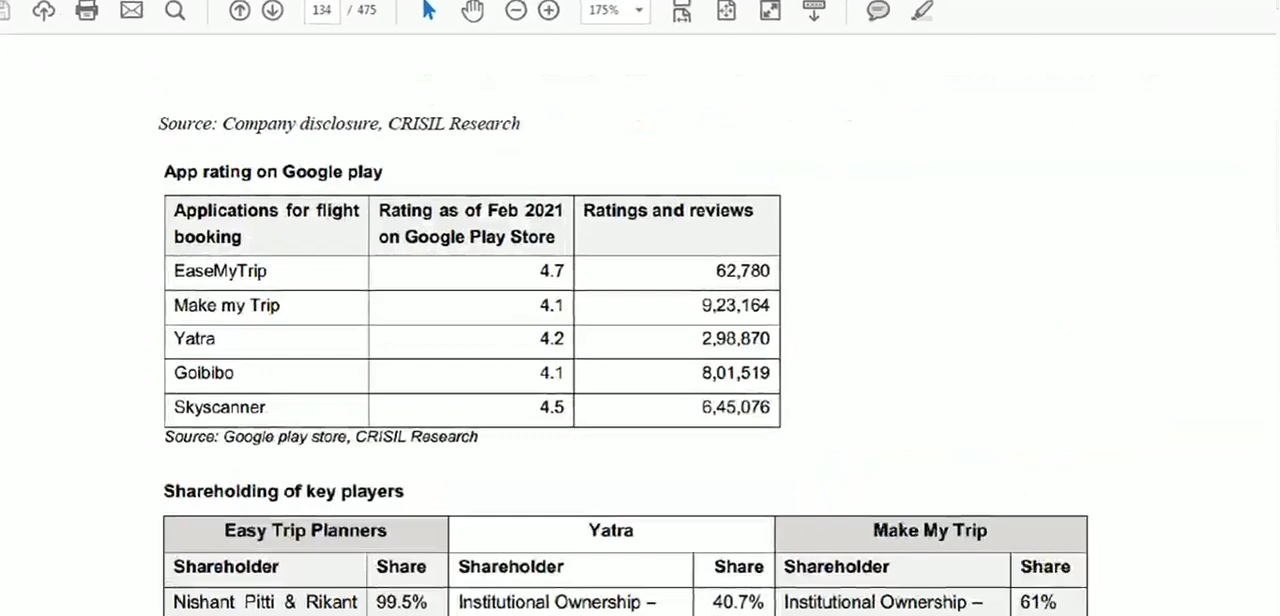 134 / 475 175%
Source: Company disclosure, CRISIL Research
App rating on Google play
Applications for flight booking Rating as of Feb 2021 on Google Play Store Ratings and reviews
EaseMyTrip 4.7 62,780
Make my Trip 4.1 9,23,164
Yatra 4.2 2,98,870
Goibibo 4.1 8,01,519
Skyscanner 4.5 6,45,076
Source: Google play store, CRISIL Research
Shareholding of key players
Easy Trip Planners Yatra Make My Trip
Shareholder Share Shareholder Share Shareholder Share
Nishant Pitti & Rikant 99.5% Institutional Ownership – 40.7% Institutional Ownership – 61%